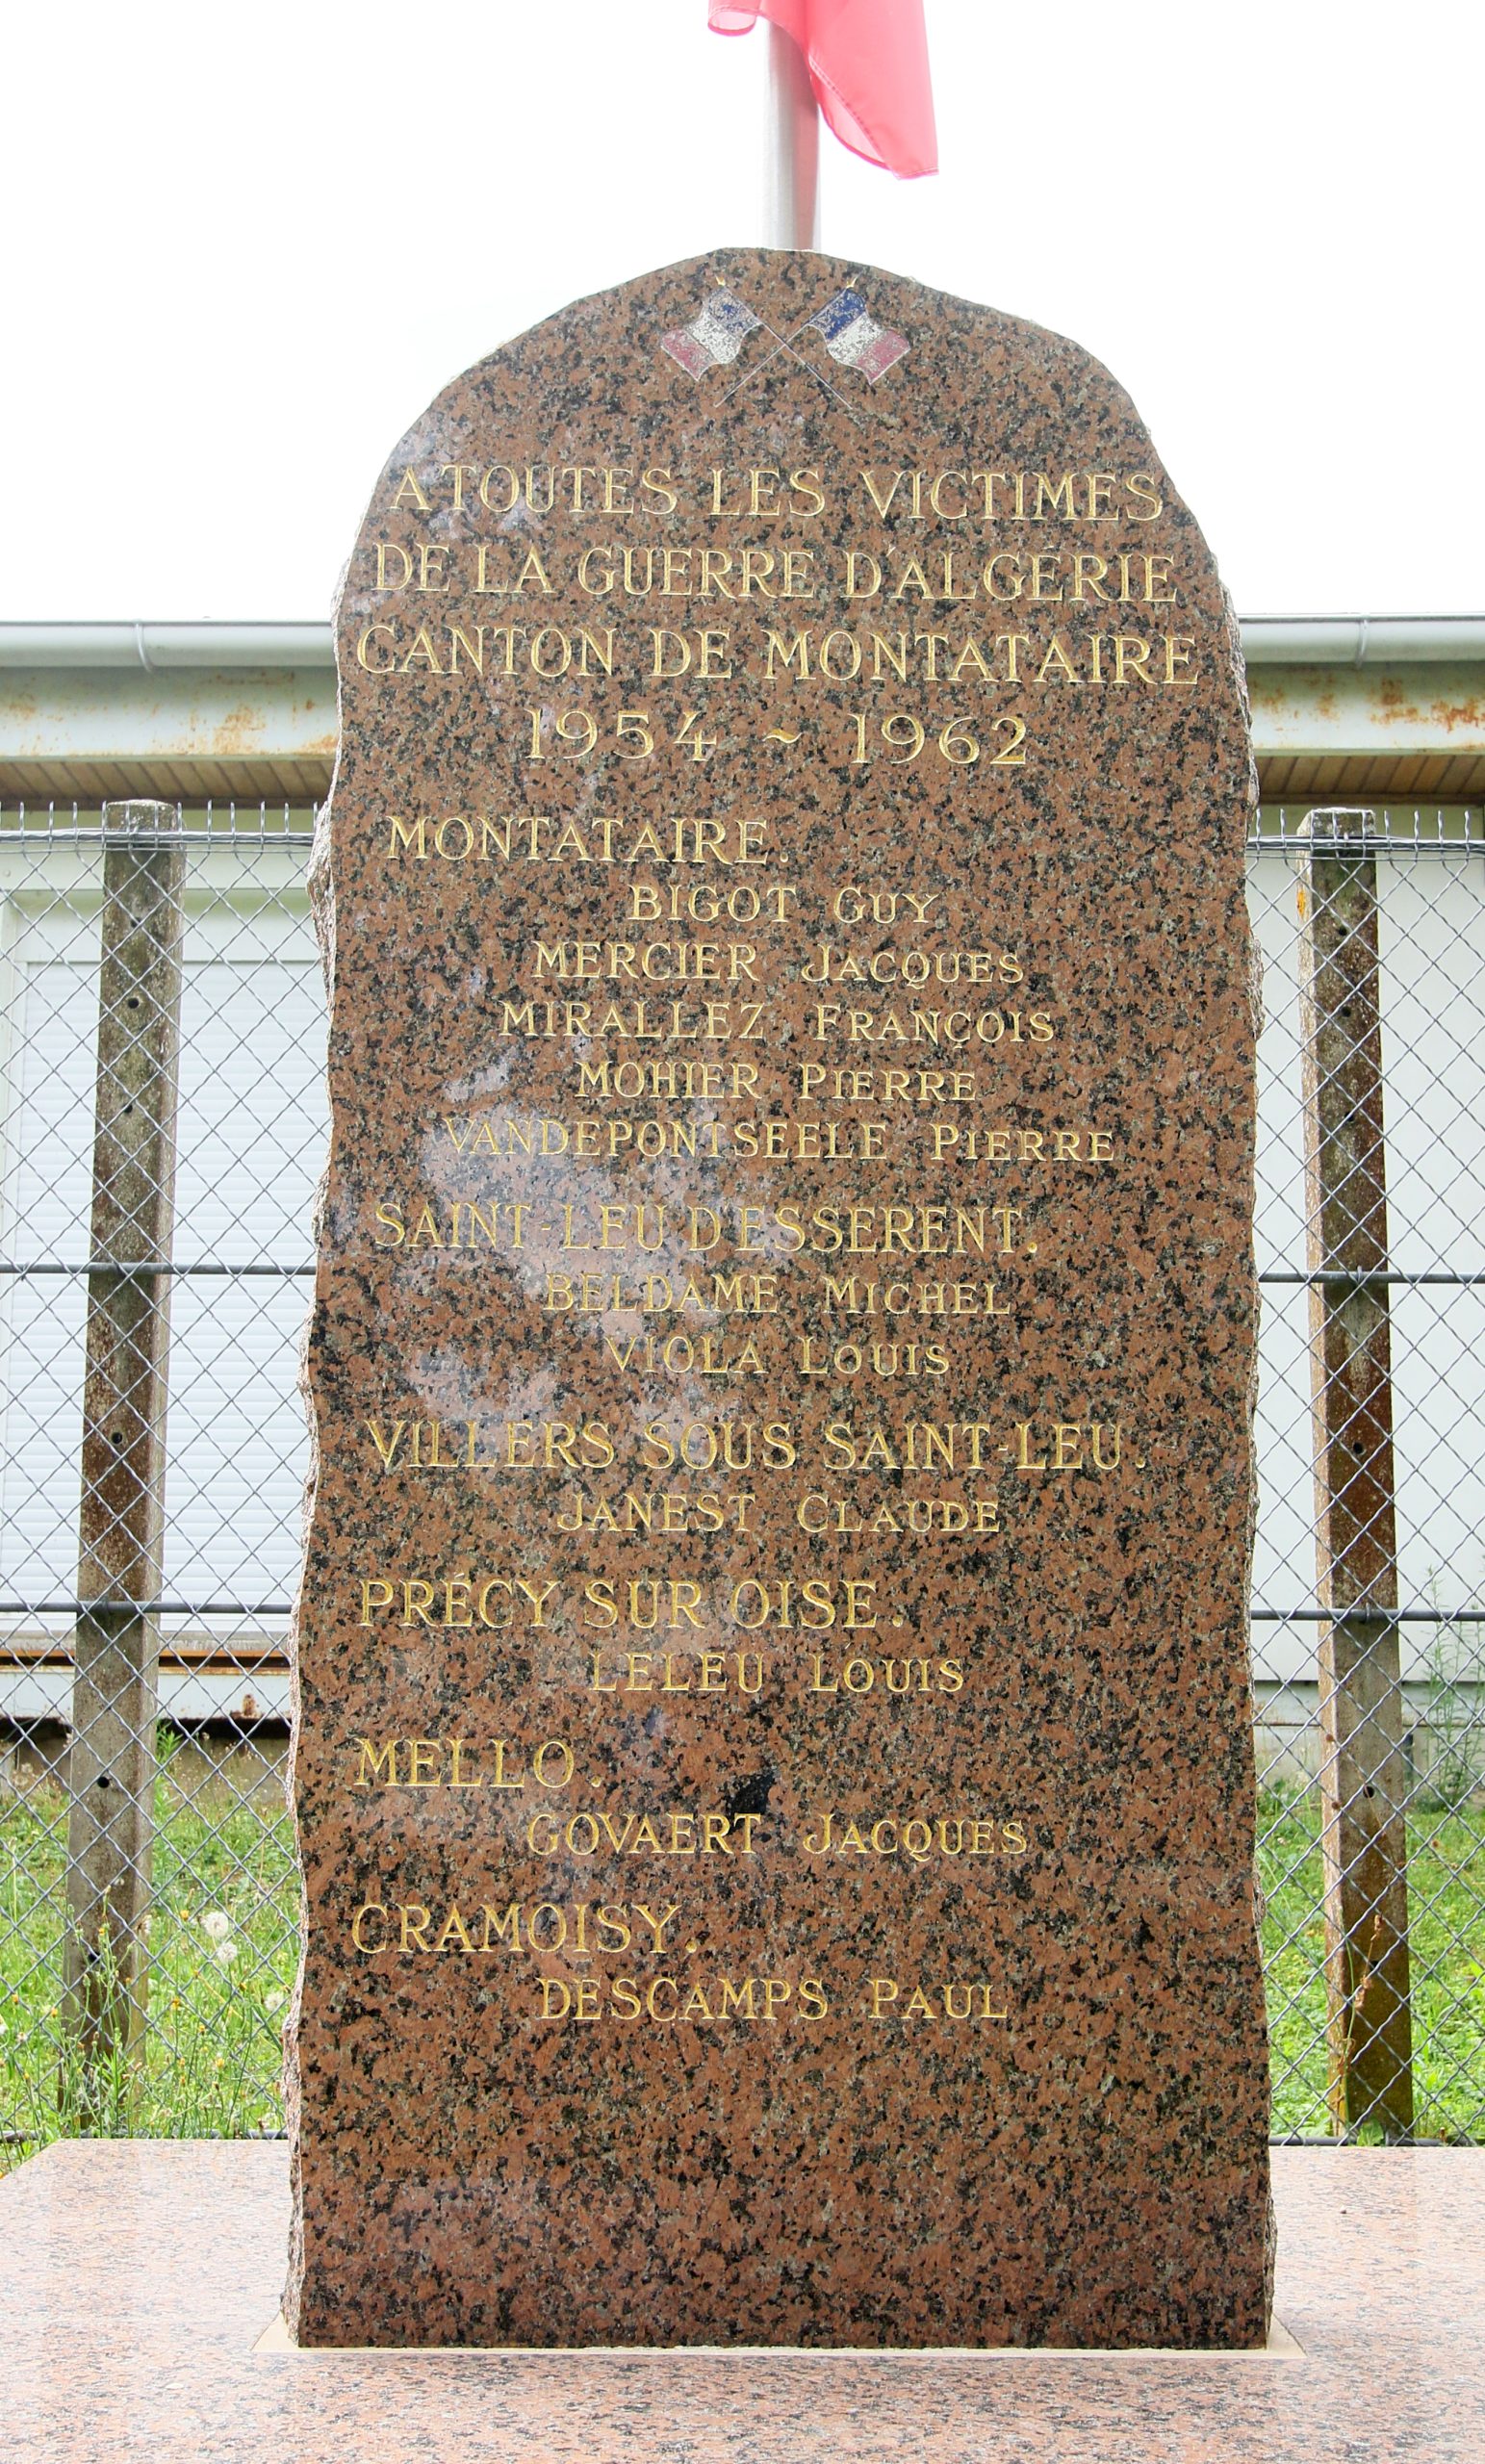 A TOUTES LES VICTIMES
DE LA GUERRE D'ALGÉRIE
CANTON DE MONTATAIRE
1954 ~ 1962
MONTATAIRE.
BIGOT GUY
MERCIER JACQUES
MIRALLEZ FRANÇOIS
MOHIER PIERRE
VANDEPONTSEELE PIERRE
SAINT-LEU D'ESSERENT.
BELDAME MICHEL
VIOLA LOUIS
VILLERS SOUS SAINT-LEU.
JANEST CLAUDE
PRÉCY SUR OISE.
LELEU LOUIS
MELLO.
GOVAERT JACQUES
CRAMOISY.
DESCAMPS PAUL